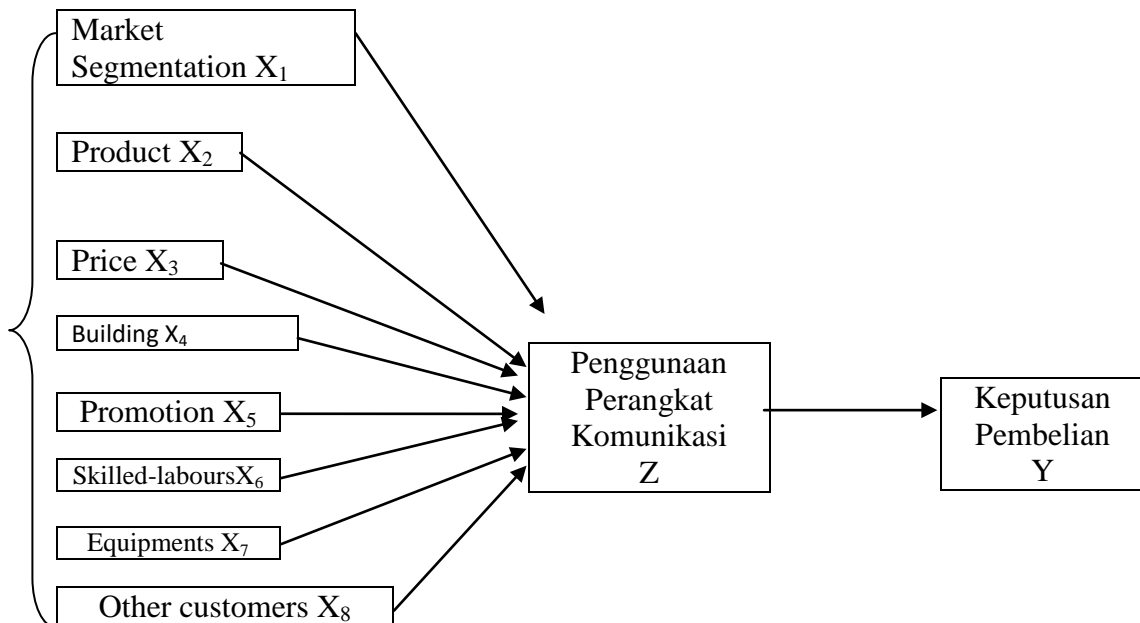 Market
Segmentation X₁
Product X₂
Price X₃
Building X₄
Promotion X₅
Skilled-laboursX₆
Equipments X₇
Other customers X₈
Penggunaan
Perangkat
Komunikasi
Z
Keputusan
Pembelian
Y